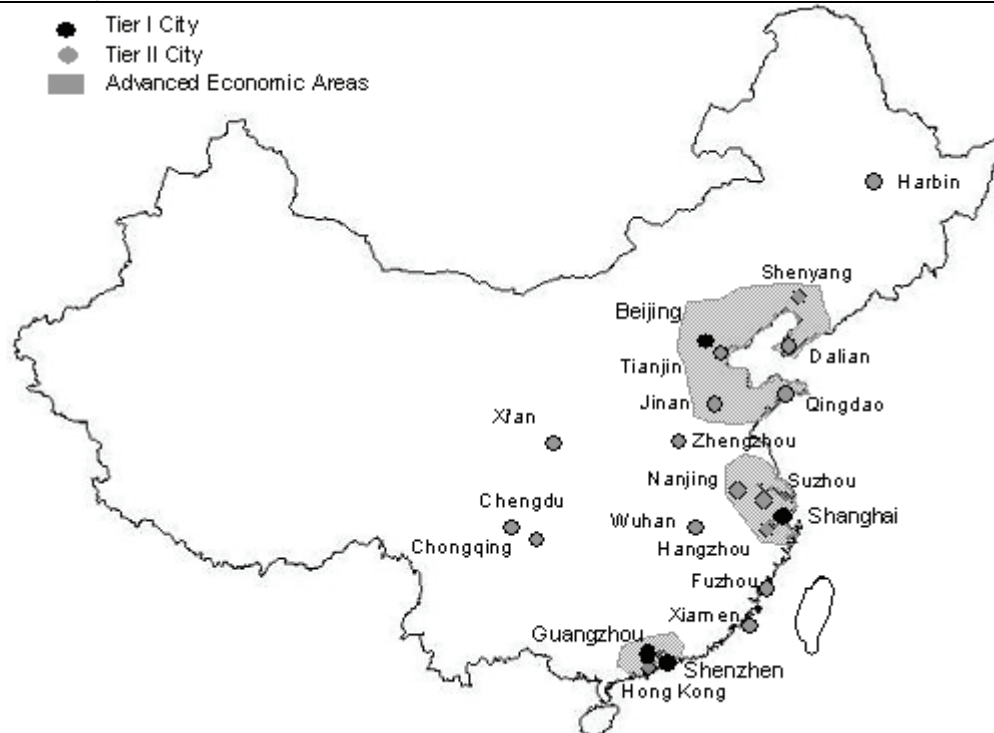 Tier I City
Tier II City
Advanced Economic Areas
Harbin
Shenyang
Beijing
Tianjin
Dalian
Jinan
Qingdao
Xi'an
Zhengzhou
Nanjing
Suzhou
Chengdu
Wuhan
Shanghai
Chongqing
Hangzhou
Fuzhou
Xiamen
Guangzhou
Shenzhen
Hong Kong